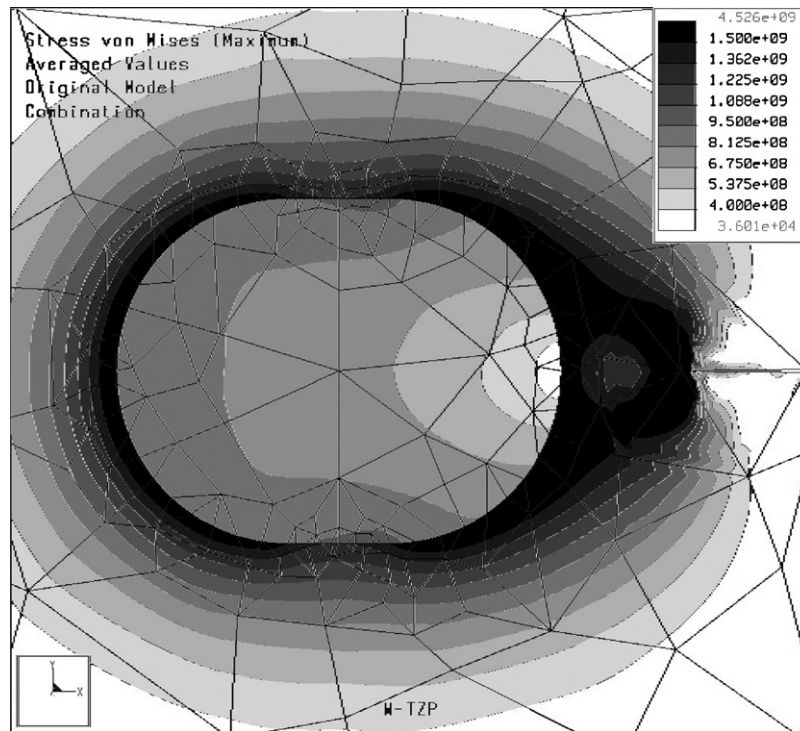 Stress von Mises (Maximum)
Averaged Values
Original Model
Combination
4.526e+09
1.500e+09
1.362e+09
1.225e+09
1.088e+09
9.500e+08
8.125e+08
6.750e+08
5.375e+08
4.000e+08
3.601e+04
Y
X
W-TZP